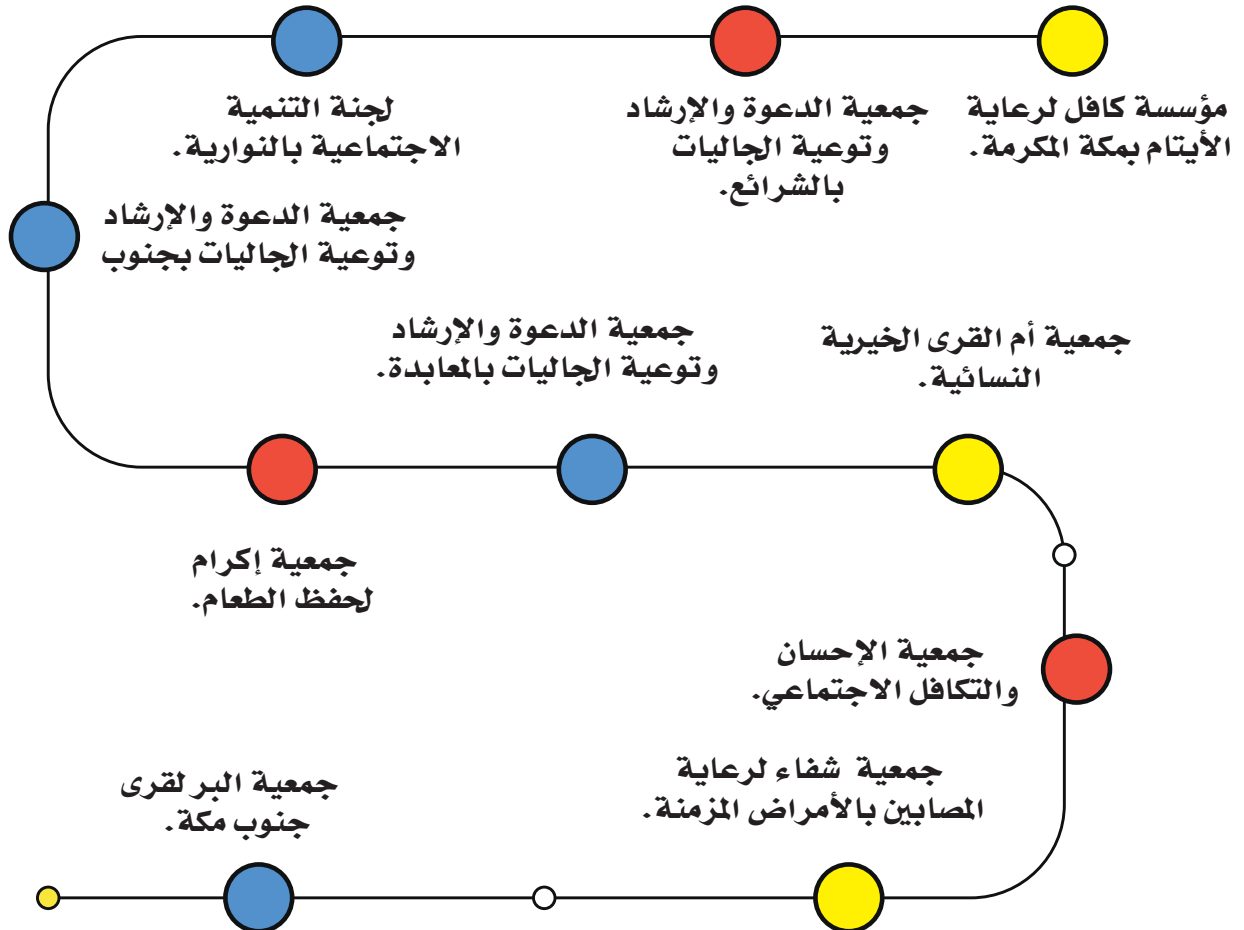 مؤسسة كافل لرعاية
الأيتام بمكة المكرمة.
جمعية الدعوة والإرشاد
وتوعية الجاليات
بالشرائع.
لجنة التنمية
الاجتماعية بالنوارية.
جمعية الدعوة والإرشاد
وتوعية الجاليات بجنوب
جمعية إكرام
لحفظ الطعام.
جمعية الدعوة والإرشاد
وتوعية الجاليات بالمعابدة.
جمعية أم القرى الخيرية
النسائية.
جمعية الإحسان
والتكافل الاجتماعي.
جمعية شفاء لرعاية
المصابين بالأمراض المزمنة.
جمعية البر لقرى
جنوب مكة.